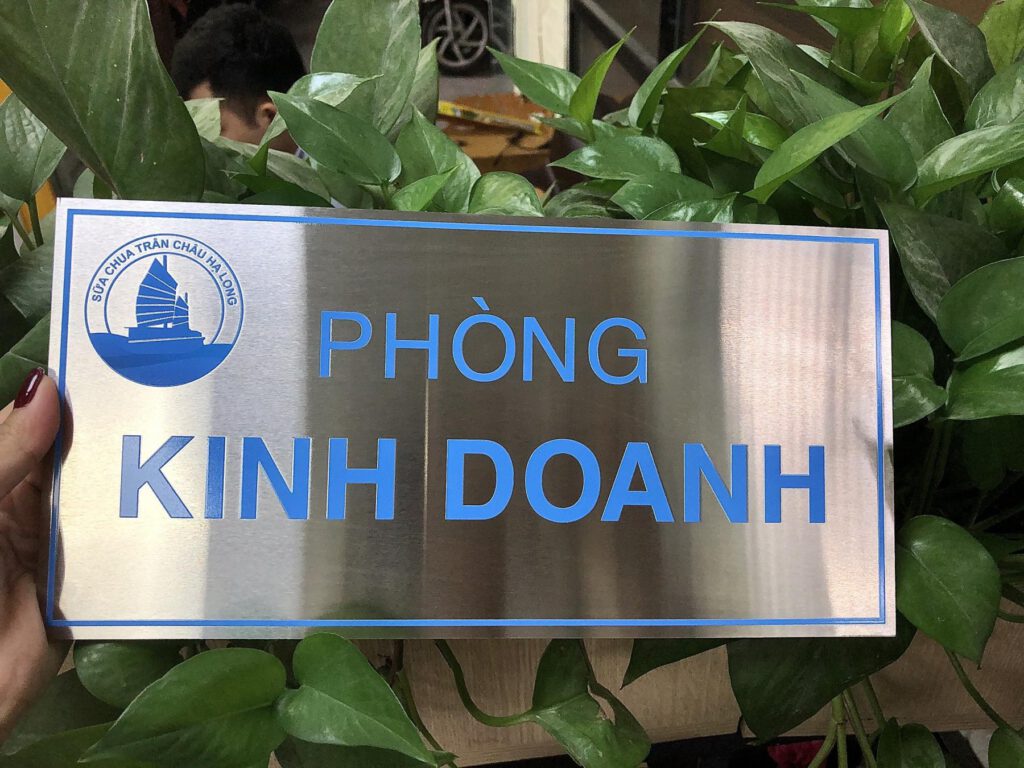 SỮA CHUA TRÂN CHÂU HẠ LONG
PHÒNG
KINH DOANH